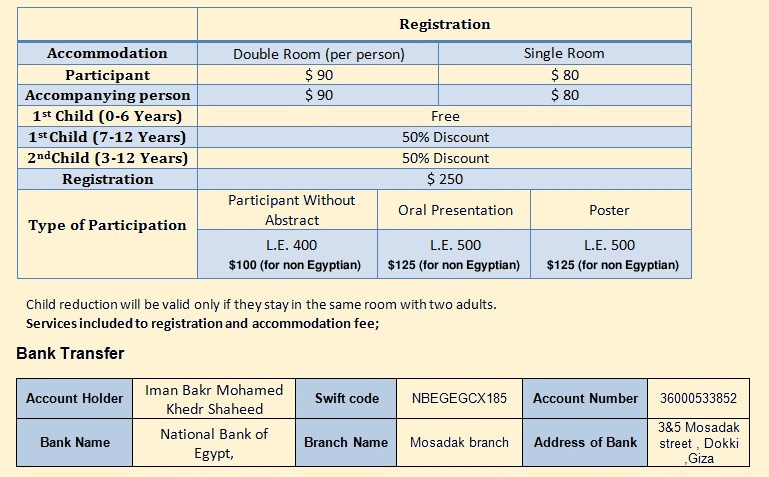 Registration
Accommodation Double Room (per person) Single Room
Participant $ 90 $ 80
Accompanying person $ 90 $ 80
1st Child (0-6 Years) Free
1st Child (7-12 Years) 50% Discount
2nd Child (3-12 Years) 50% Discount
Registration $ 250
Type of Participation
Participant Without
Abstract
Oral Presentation
Poster
L.E. 400 L.E. 500 L.E. 500
$100 (for non Egyptian) $125 (for non Egyptian) $125 (for non Egyptian)
Child reduction will be valid only if they stay in the same room with two adults.
Services included to registration and accommodation fee;
Bank Transfer
Account Holder
Iman Bakr Mohamed
Khedr Shaheed
Swift code
NBEGEGCX185
Account Number
36000533852
Bank Name
National Bank of
Egypt,
Branch Name
Mosadak branch
Address of Bank
3&5 Mosadak
street , Dokki
,Giza